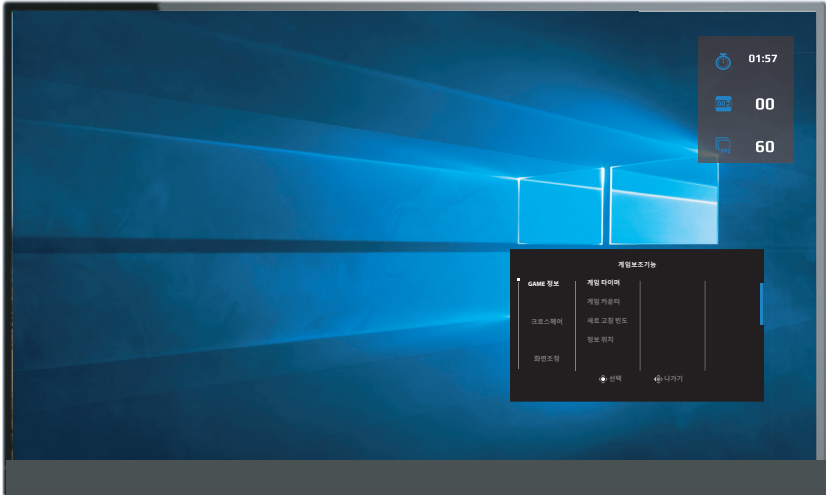 01:57
00
60
게임보조기능
GAME 정보
게임 타이머
게임 카운터
크로스헤어
새로 고침 빈도
정보 위치
화면조정
선택
나가기